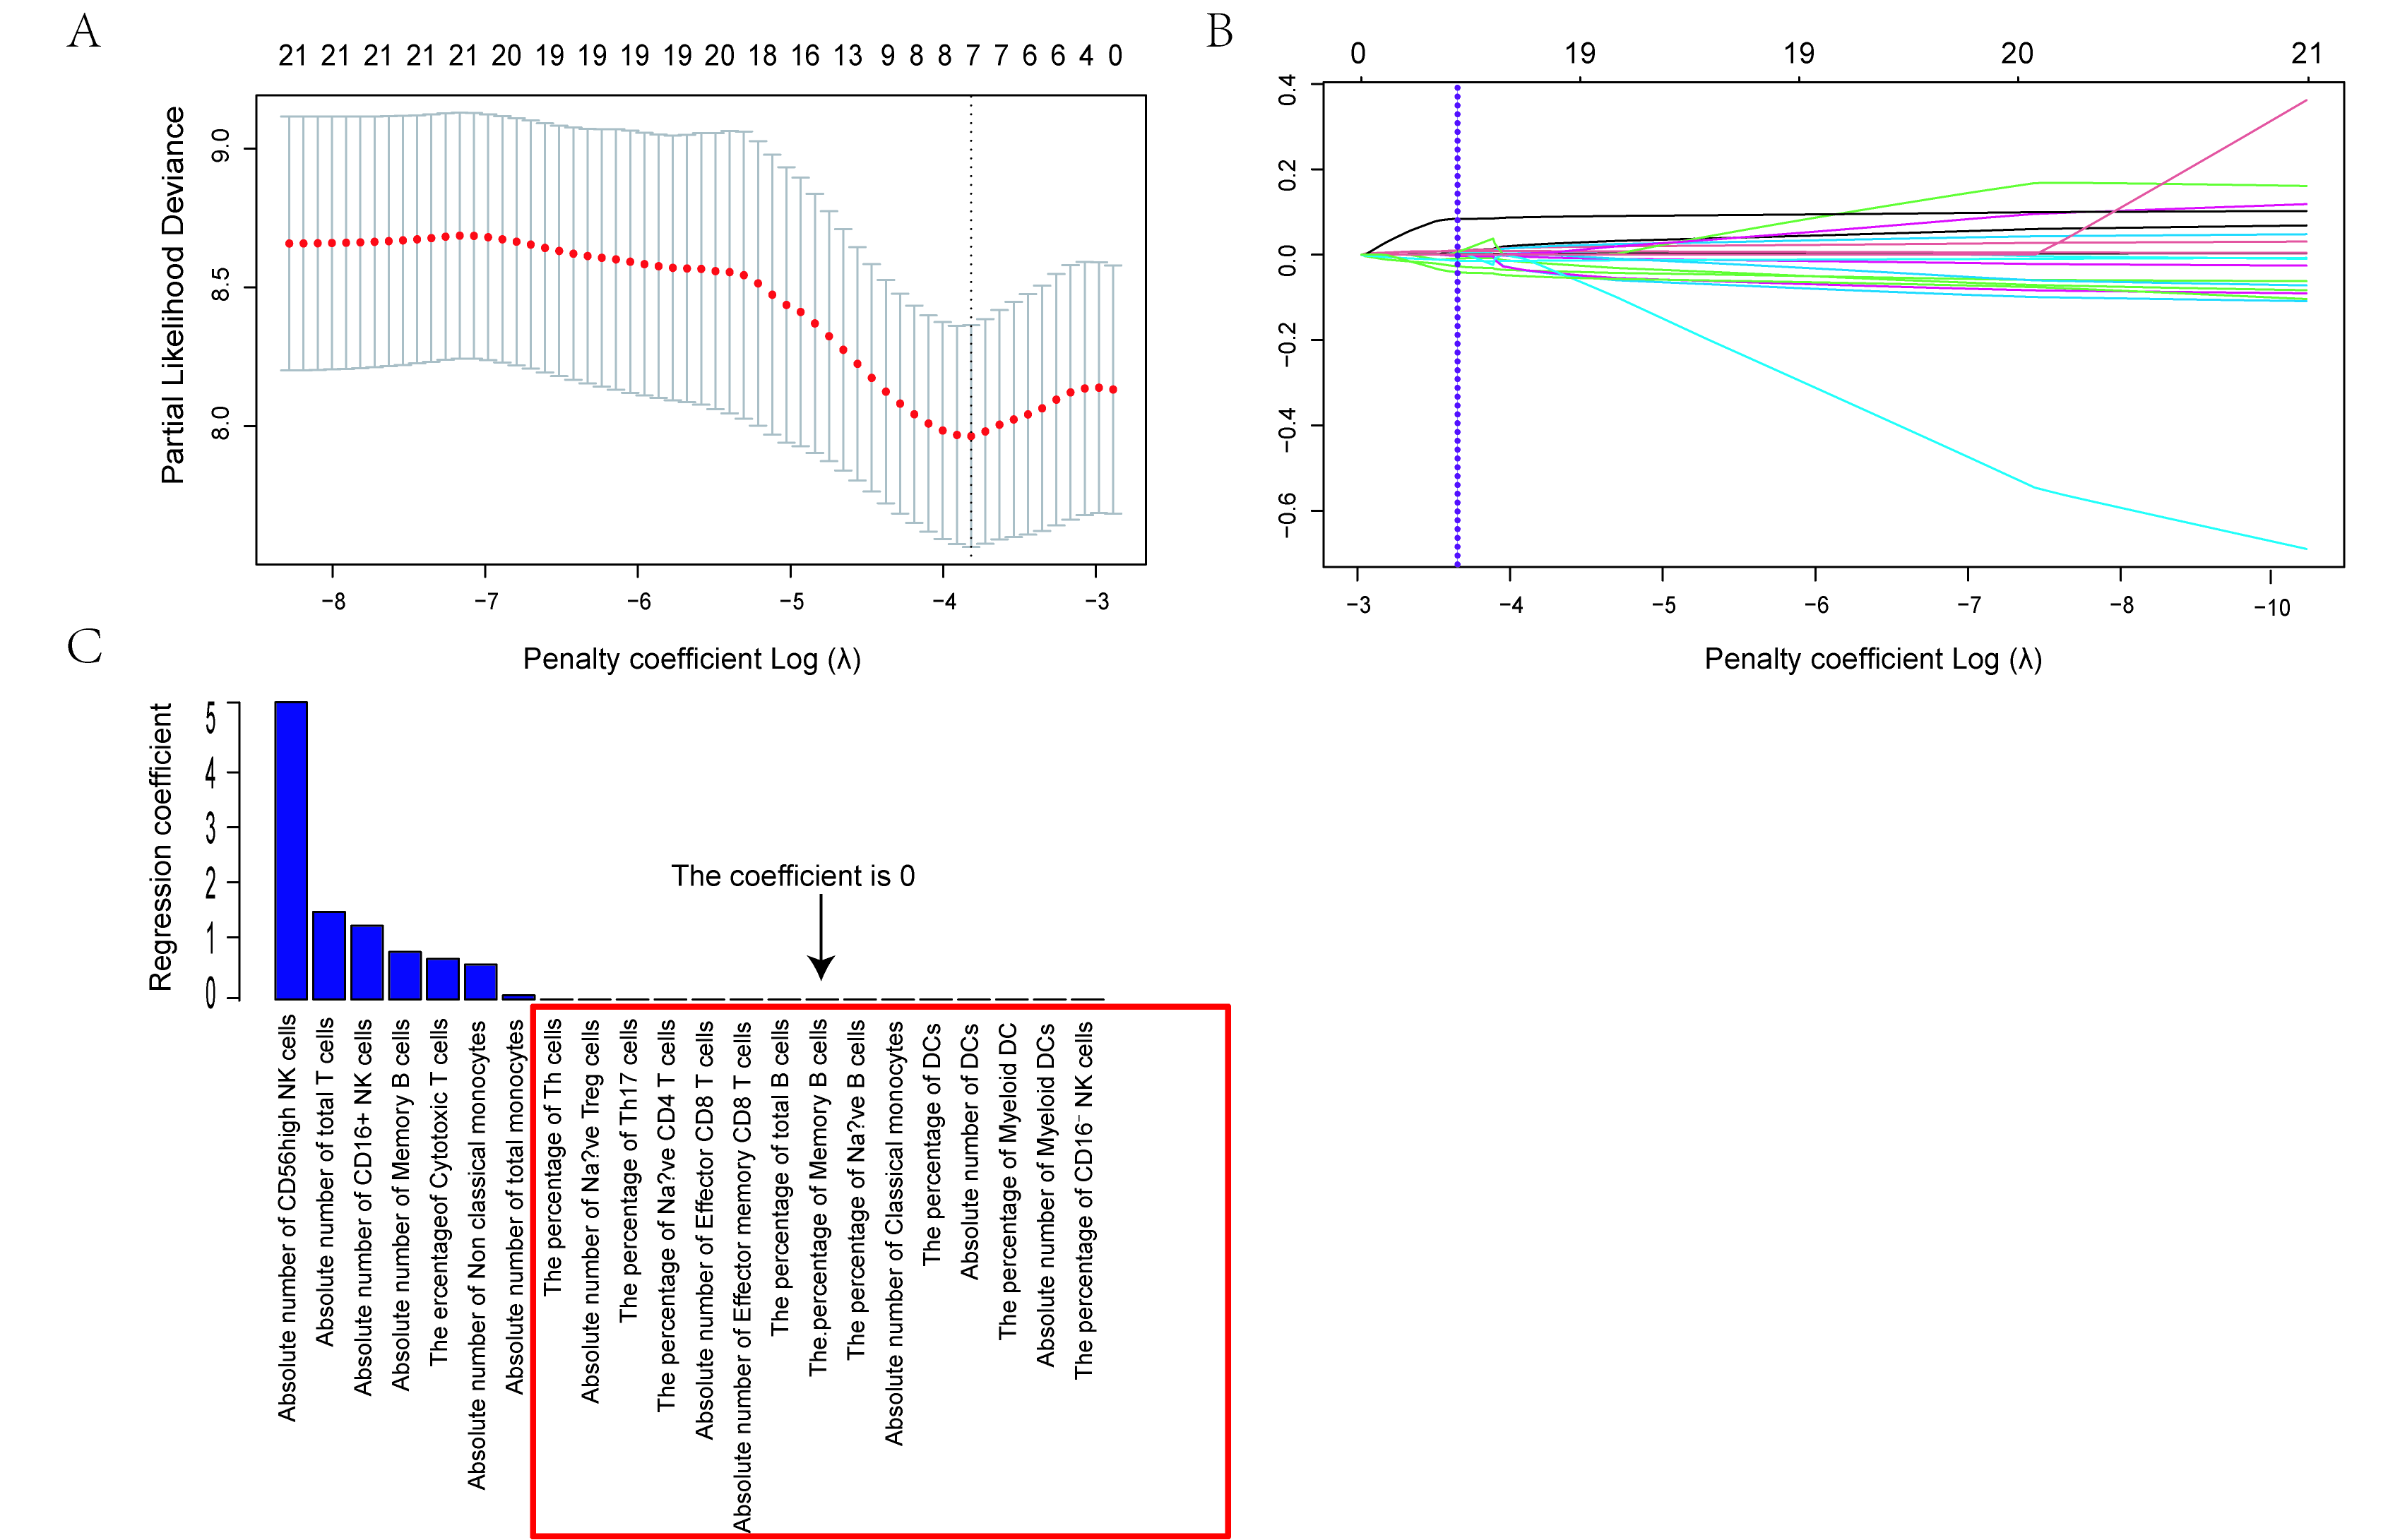 A
21 21 21 21 21 20 19 19 19 19 20 18 16 13 9 8 8 7 7 6 6 4 0
Partial Likelihood Deviance
9.0
8.5
8.0
−8 −7 −6 −5 −4 −3
Penalty coefficient Log (λ)
B
0 19 19 20 21
0.4
0.2
0.0
−0.2
−0.4
−0.6
−3 −4 −5 −6 −7 −8 −10
Penalty coefficient Log (λ)
C
Regression coefficient
5
4
3
2
1
0
The coefficient is 0
Absolute number of CD56high NK cells
Absolute number of total T cells
Absolute number of CD16+ NK cells
Absolute number of Memory B cells
The ercentageof Cytotoxic T cells
Absolute number of Non classical monocytes
Absolute number of total monocytes
The percentage of Th cells
Absolute number of Na?ve Treg cells
The percentage of Th17 cells
The percentage of Na?ve CD4 T cells
Absolute number of Effector CD8 T cells
Absolute number of Effector memory CD8 T cells
The percentage of total B cells
The.percentage of Memory B cells
The percentage of Na?ve B cells
Absolute number of Classical monocytes
The percentage of DCs
Absolute number of DCs
The percentage of Myeloid DC
Absolute number of Myeloid DCs
The percentage of CD16⁻ NK cells